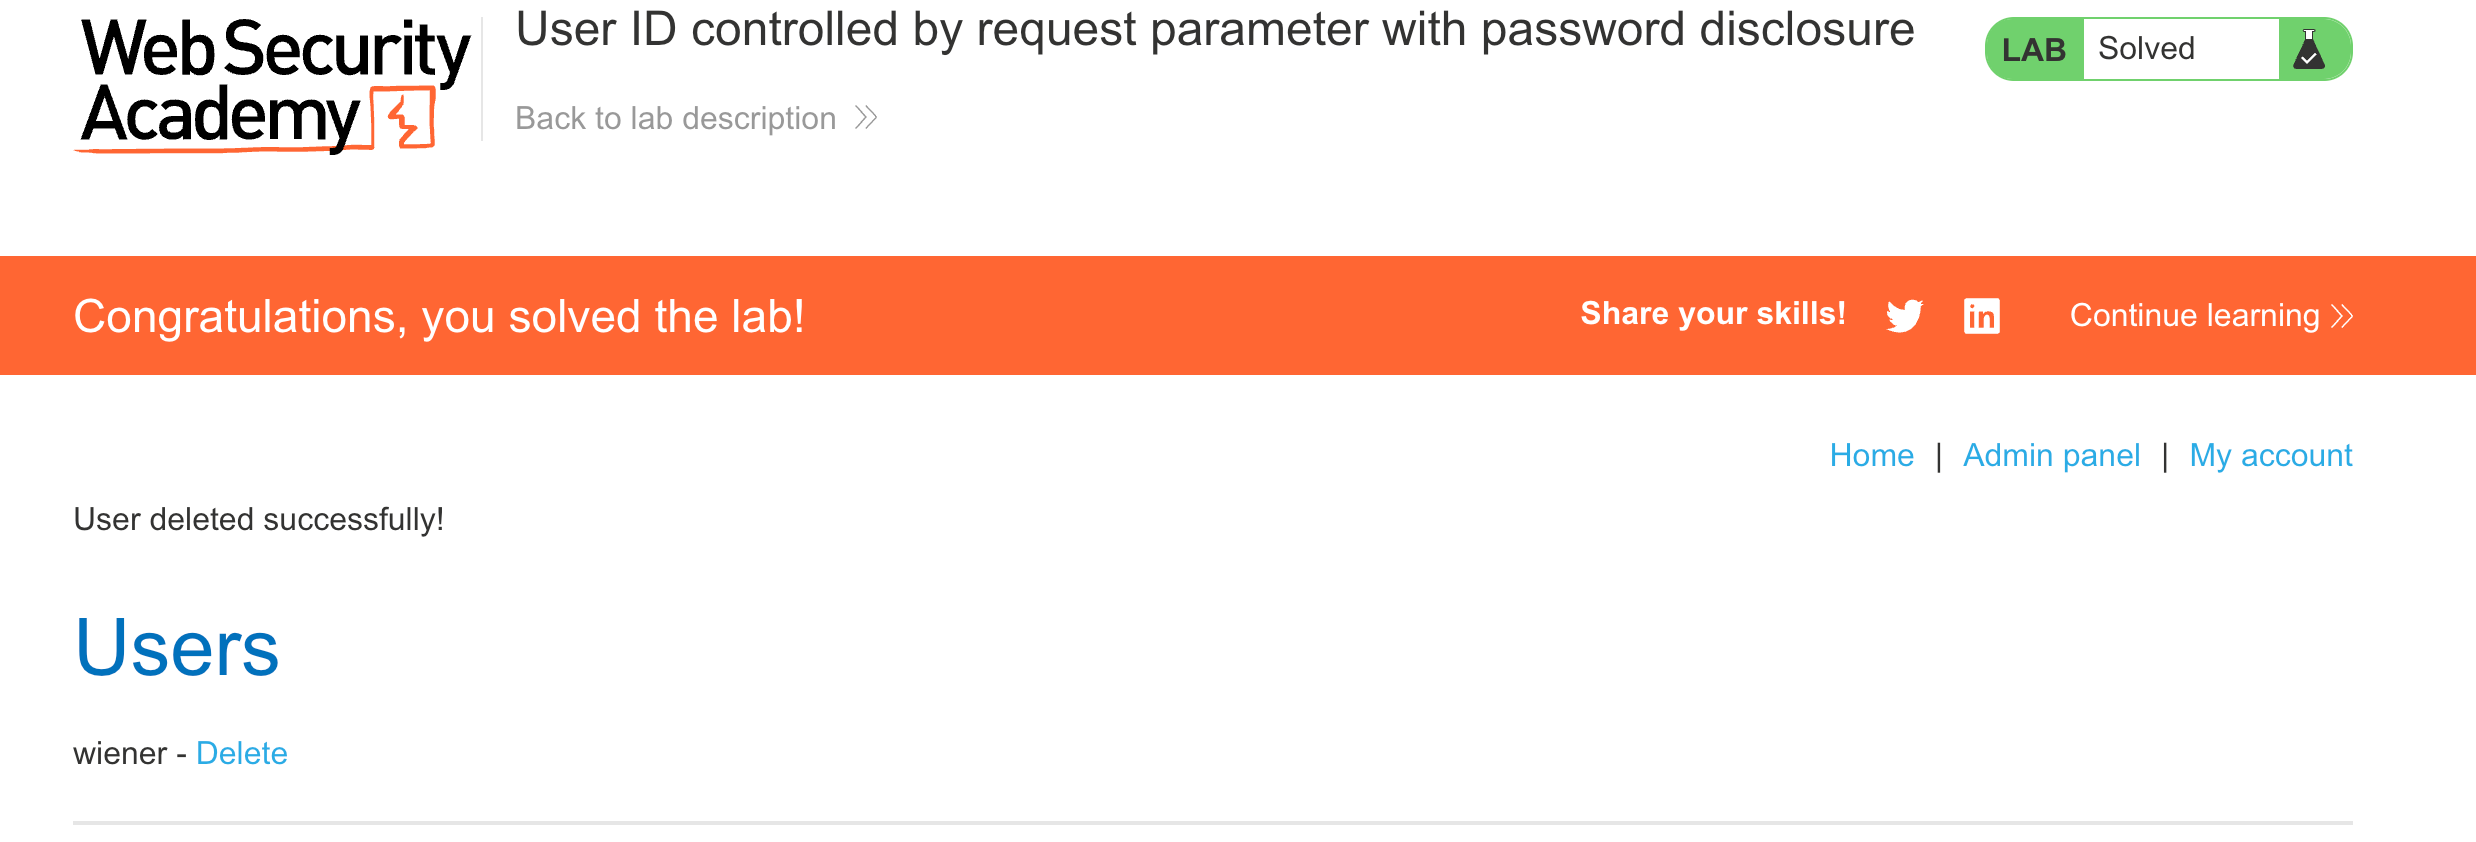 Web Security
Academy
User ID controlled by request parameter with password disclosure
LAB Solved
Back to lab description
Congratulations, you solved the lab!
Share your skills!
in
Continue learning
Home | Admin panel | My account
User deleted successfully!
Users
wiener - Delete